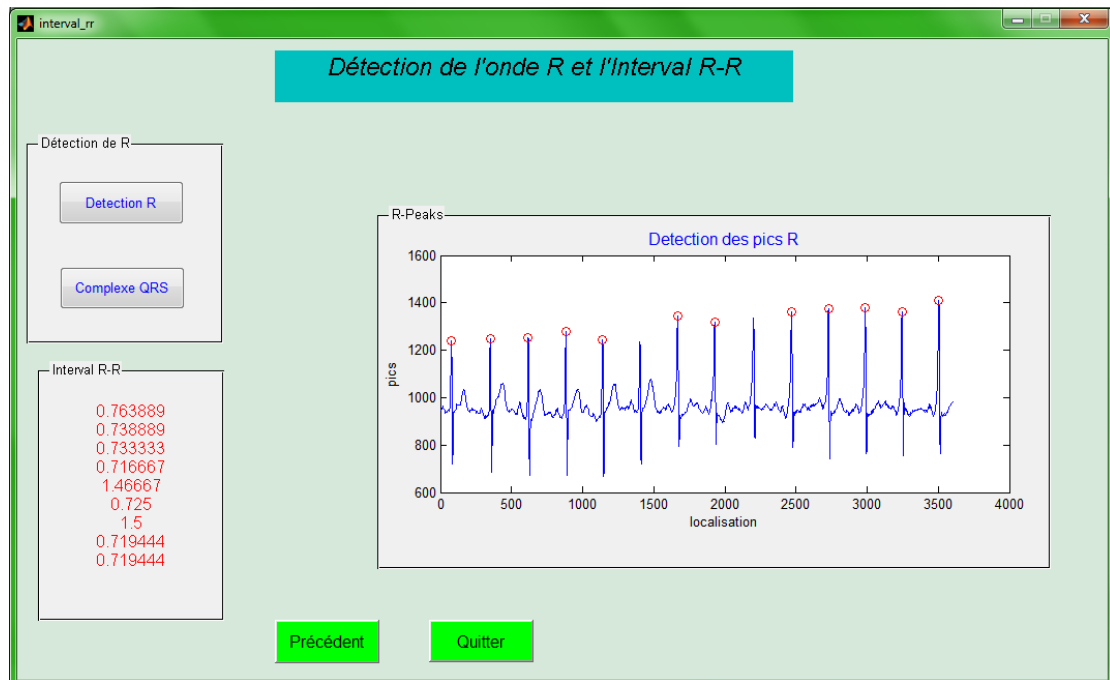 interval_rr
Détection de l'onde R et l'Interval R-R
Détection de R
Detection R
Complexe QRS
Interval R-R
0.763889
0.738889
0.733333
0.716667
1.46667
0.725
1.5
0.719444
0.719444
R-Peaks
Detection des pics R
1600
1400
1200
1000
800
600
pics
0 500 1000 1500 2000 2500 3000 3500 4000
localisation
Précédent
Quitter